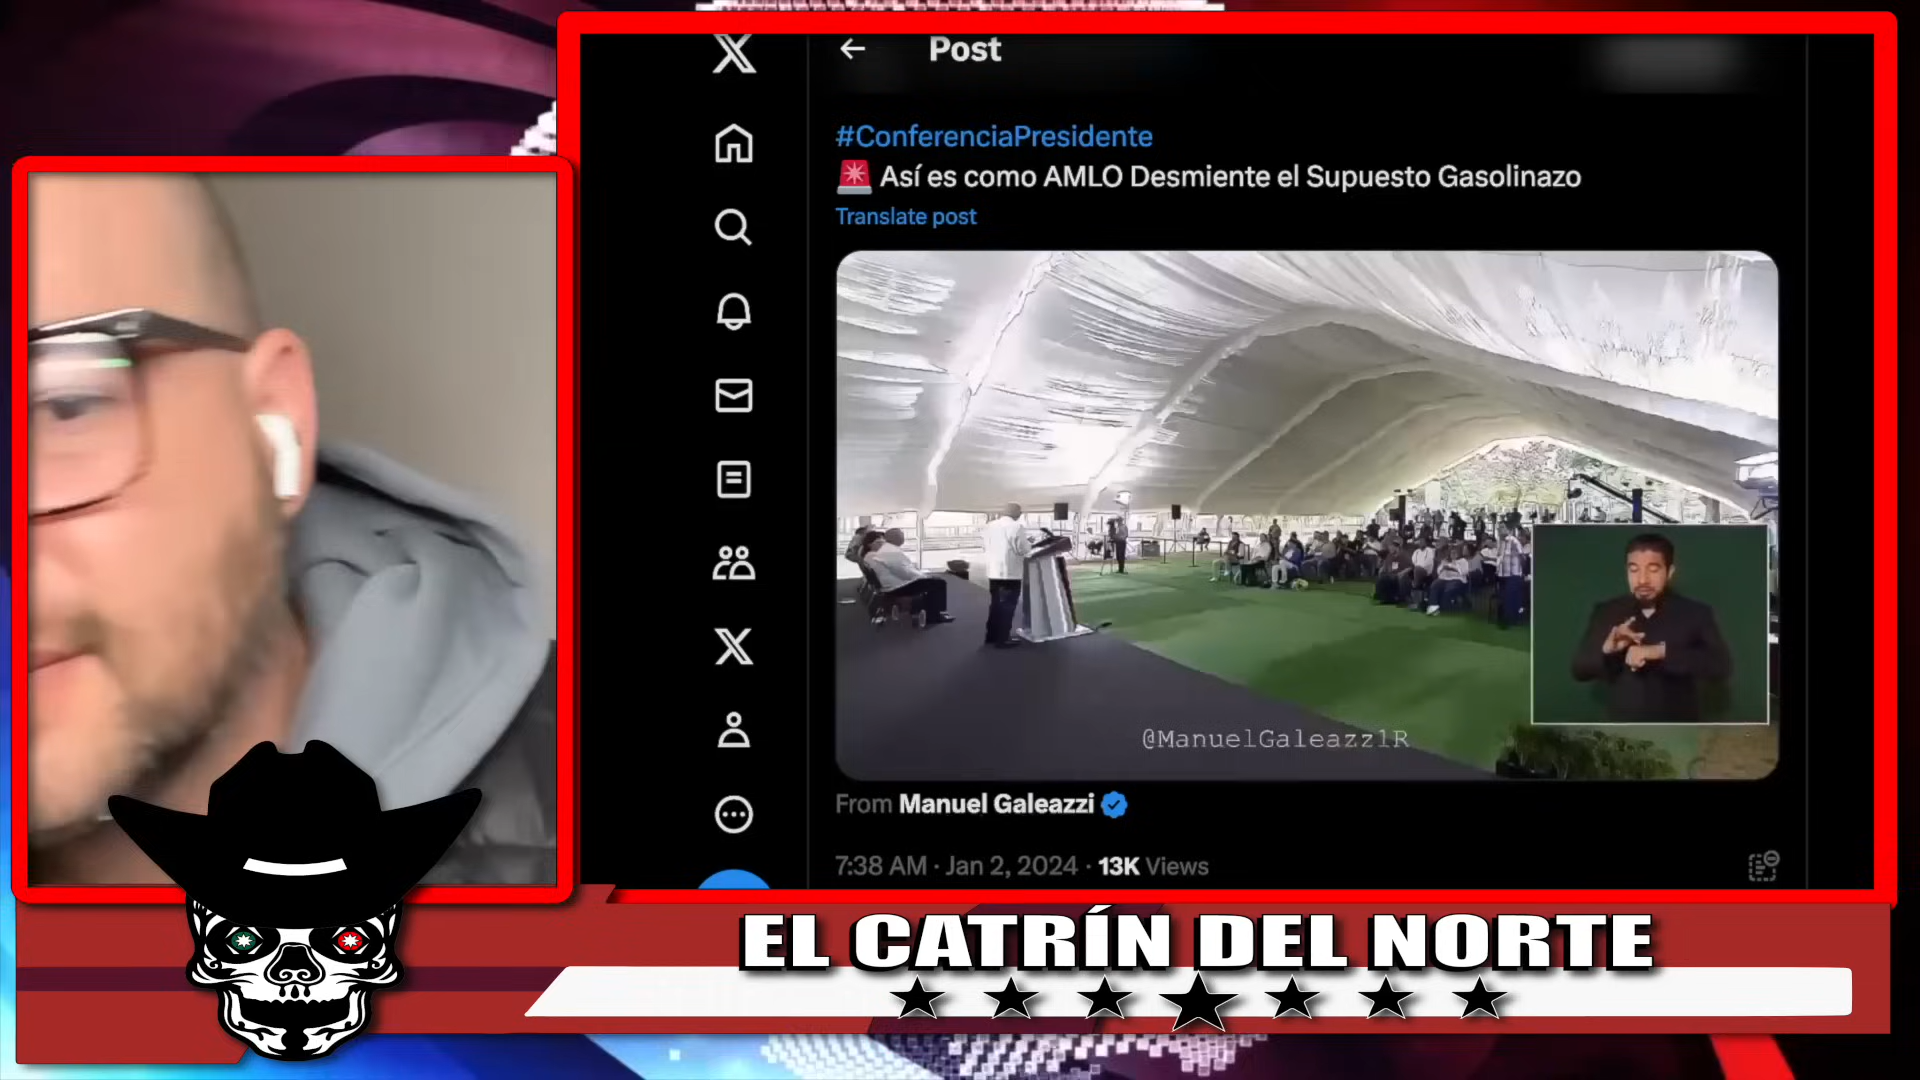 Post
#ConferenciaPresidente
Así es como AMLO Desmiente el Supuesto Gasolinazo
Translate post
@ManuelGaleazz1R
From Manuel Galeazzi
7:38 AM · Jan 2, 2024 · 13K Views
EL CATRÍN DEL NORTE